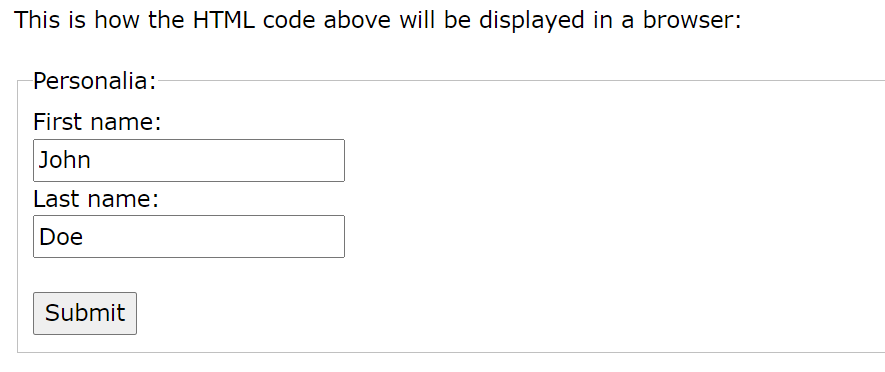 This is how the HTML code above will be displayed in a browser:
Personalia:
First name:
John
Last name:
Doe
Submit